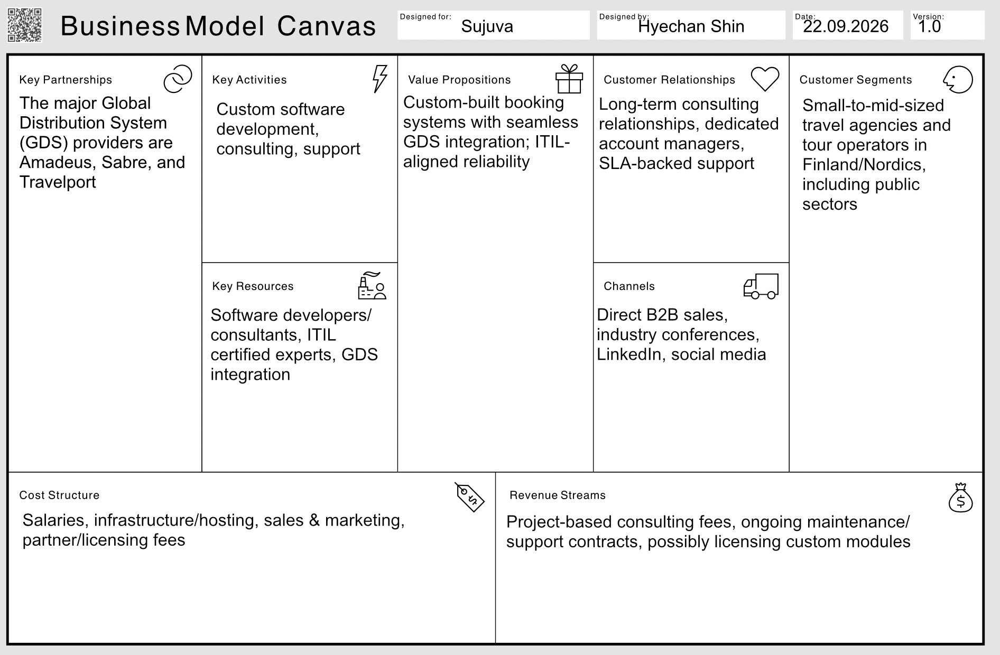 Business Model Canvas
Designed for:
Sujuva
Designed by:
Hyechan Shin
Date:
22.09.2026
Version:
1.0
Key Partnerships
The major Global
Distribution System
(GDS) providers are
Amadeus, Sabre, and
Travelport
Key Activities
Custom software
development,
consulting, support
Key Resources
Software developers/
consultants, ITIL
certified experts, GDS
integration
Value Propositions
Custom-built booking
systems with seamless
GDS integration; ITIL-
aligned reliability
Customer Relationships
Long-term consulting
relationships, dedicated
account managers,
SLA-backed support
Channels
Direct B2B sales,
industry conferences,
LinkedIn, social media
Customer Segments
Small-to-mid-sized
travel agencies and
tour operators in
Finland/Nordics,
including public
sectors
Cost Structure
Salaries, infrastructure/hosting, sales & marketing,
partner/licensing fees
Revenue Streams
Project-based consulting fees, ongoing maintenance/
support contracts, possibly licensing custom modules